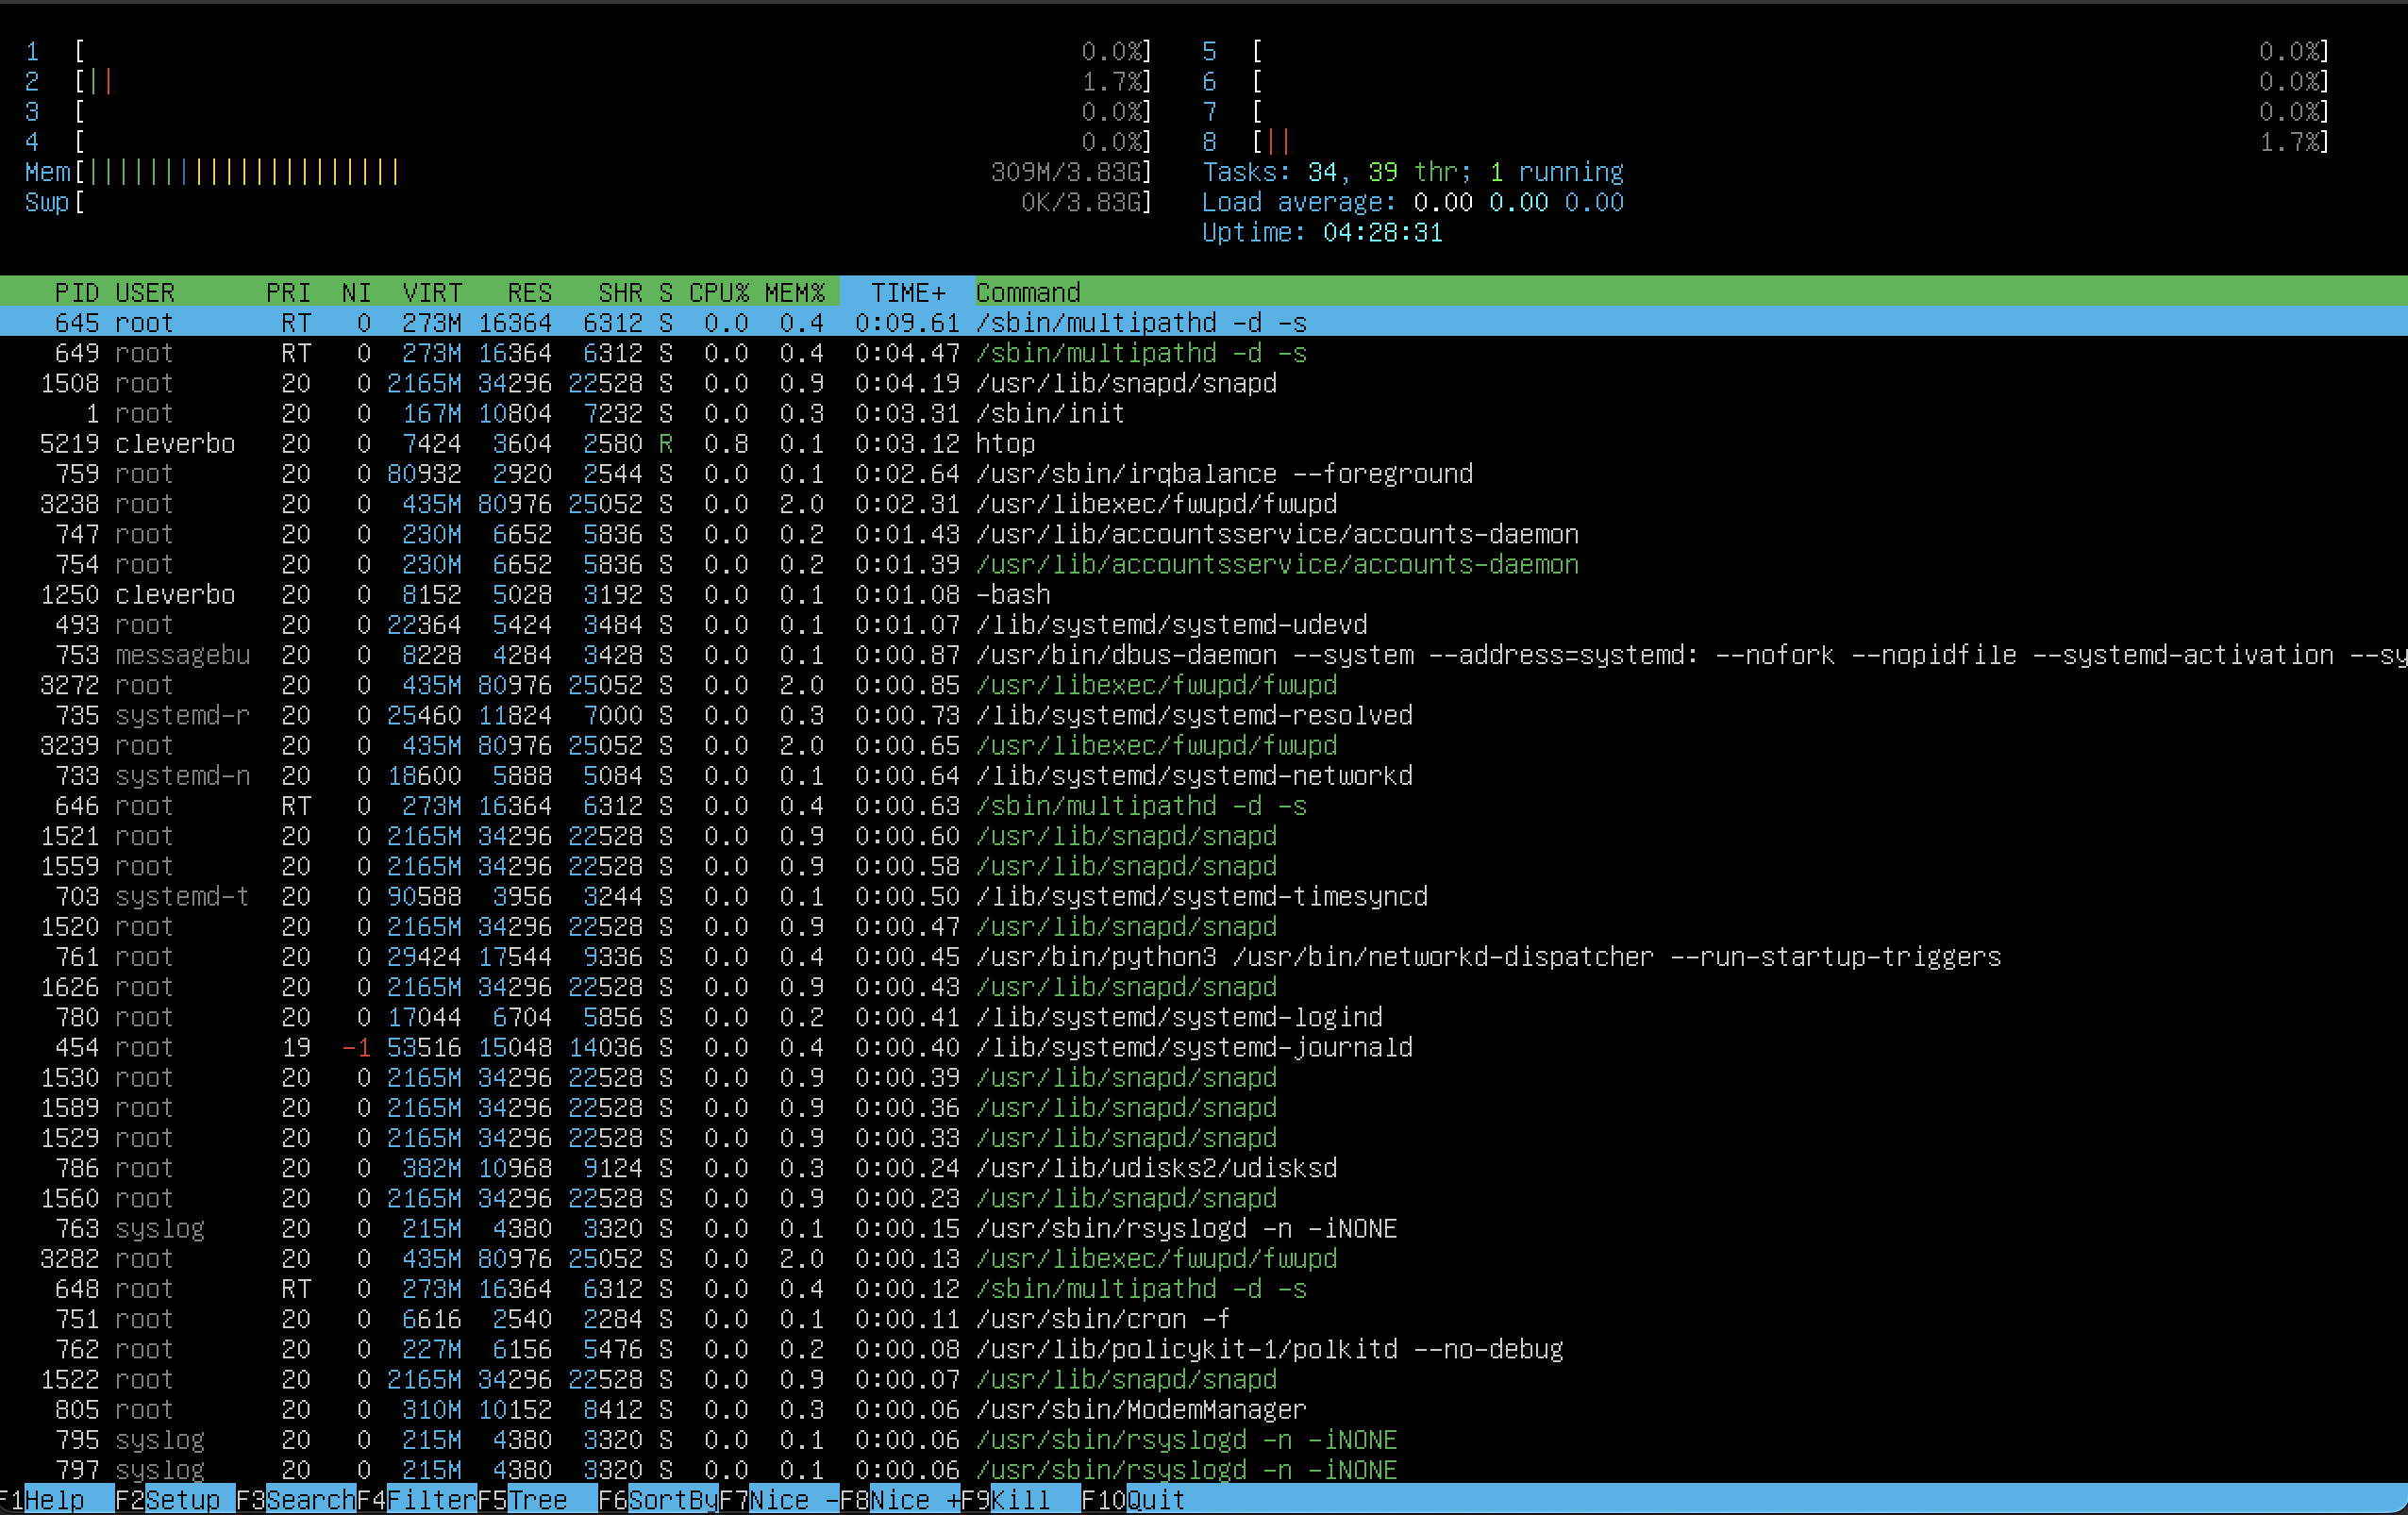 1 [ 0.0%] 5 [ 0.0%]
2 [|| 1.7%] 6 [ 0.0%]
3 [ 0.0%] 7 [ 0.0%]
4 [ 0.0%] 8 [|| 1.7%]
Mem[||||||||||||||||||||| 309M/3.83G] Tasks: 34, 39 thr; 1 running
Swp[ 0K/3.83G] Load average: 0.00 0.00 0.00
Uptime: 04:28:31
PID USER PRI NI VIRT RES SHR S CPU% MEM% TIME+ Command
645 root RT 0 273M 16364 6312 S 0.0 0.4 0:09.61 /sbin/multipathd -d -s
649 root RT 0 273M 16364 6312 S 0.0 0.4 0:04.47 /sbin/multipathd -d -s
1508 root 20 0 2165M 34296 22528 S 0.0 0.9 0:04.19 /usr/lib/snapd/snapd
1 root 20 0 167M 10804 7232 S 0.0 0.3 0:03.31 /sbin/init
5219 cleverbo 20 0 7424 3604 2580 R 0.8 0.1 0:03.12 htop
759 root 20 0 80932 2920 2544 S 0.0 0.1 0:02.64 /usr/sbin/irqbalance --foreground
3238 root 20 0 435M 80976 25052 S 0.0 2.0 0:02.31 /usr/libexec/fwupd/fwupd
747 root 20 0 230M 6652 5836 S 0.0 0.2 0:01.43 /usr/lib/accountsservice/accounts-daemon
754 root 20 0 230M 6652 5836 S 0.0 0.2 0:01.39 /usr/lib/accountsservice/accounts-daemon
1250 cleverbo 20 0 8152 5028 3192 S 0.0 0.1 0:01.08 -bash
493 root 20 0 22364 5424 3484 S 0.0 0.1 0:01.07 /lib/systemd/systemd-udevd
753 messagebu 20 0 8228 4284 3428 S 0.0 0.1 0:00.87 /usr/bin/dbus-daemon --system --address=systemd: --nofork --nopidfile --systemd-activation --sy
3272 root 20 0 435M 80976 25052 S 0.0 2.0 0:00.85 /usr/libexec/fwupd/fwupd
735 systemd-r 20 0 25460 11824 7000 S 0.0 0.3 0:00.73 /lib/systemd/systemd-resolved
3239 root 20 0 435M 80976 25052 S 0.0 2.0 0:00.65 /usr/libexec/fwupd/fwupd
733 systemd-n 20 0 18600 5888 5084 S 0.0 0.1 0:00.64 /lib/systemd/systemd-networkd
646 root RT 0 273M 16364 6312 S 0.0 0.4 0:00.63 /sbin/multipathd -d -s
1521 root 20 0 2165M 34296 22528 S 0.0 0.9 0:00.60 /usr/lib/snapd/snapd
1559 root 20 0 2165M 34296 22528 S 0.0 0.9 0:00.58 /usr/lib/snapd/snapd
703 systemd-t 20 0 90588 3956 3244 S 0.0 0.1 0:00.50 /lib/systemd/systemd-timesyncd
1520 root 20 0 2165M 34296 22528 S 0.0 0.9 0:00.47 /usr/lib/snapd/snapd
761 root 20 0 29424 17544 9336 S 0.0 0.4 0:00.45 /usr/bin/python3 /usr/bin/networkd-dispatcher --run-startup-triggers
1626 root 20 0 2165M 34296 22528 S 0.0 0.9 0:00.43 /usr/lib/snapd/snapd
780 root 20 0 17044 6704 5856 S 0.0 0.2 0:00.41 /lib/systemd/systemd-logind
454 root 19 -1 53516 15048 14036 S 0.0 0.4 0:00.40 /lib/systemd/systemd-journald
1530 root 20 0 2165M 34296 22528 S 0.0 0.9 0:00.39 /usr/lib/snapd/snapd
1589 root 20 0 2165M 34296 22528 S 0.0 0.9 0:00.36 /usr/lib/snapd/snapd
1529 root 20 0 2165M 34296 22528 S 0.0 0.9 0:00.33 /usr/lib/snapd/snapd
786 root 20 0 382M 10968 9124 S 0.0 0.3 0:00.24 /usr/lib/udisks2/udisksd
1560 root 20 0 2165M 34296 22528 S 0.0 0.9 0:00.23 /usr/lib/snapd/snapd
763 syslog 20 0 215M 4380 3320 S 0.0 0.1 0:00.15 /usr/sbin/rsyslogd -n -iNONE
3282 root 20 0 435M 80976 25052 S 0.0 2.0 0:00.13 /usr/libexec/fwupd/fwupd
648 root RT 0 273M 16364 6312 S 0.0 0.4 0:00.12 /sbin/multipathd -d -s
751 root 20 0 6616 2540 2284 S 0.0 0.1 0:00.11 /usr/sbin/cron -f
762 root 20 0 227M 6156 5476 S 0.0 0.2 0:00.08 /usr/lib/policykit-1/polkitd --no-debug
1522 root 20 0 2165M 34296 22528 S 0.0 0.9 0:00.07 /usr/lib/snapd/snapd
805 root 20 0 310M 10152 8412 S 0.0 0.3 0:00.06 /usr/sbin/ModemManager
795 syslog 20 0 215M 4380 3320 S 0.0 0.1 0:00.06 /usr/sbin/rsyslogd -n -iNONE
797 syslog 20 0 215M 4380 3320 S 0.0 0.1 0:00.06 /usr/sbin/rsyslogd -n -iNONE
F1Help F2Setup F3SearchF4FilterF5Tree F6SortByF7Nice -F8Nice +F9Kill F10Quit